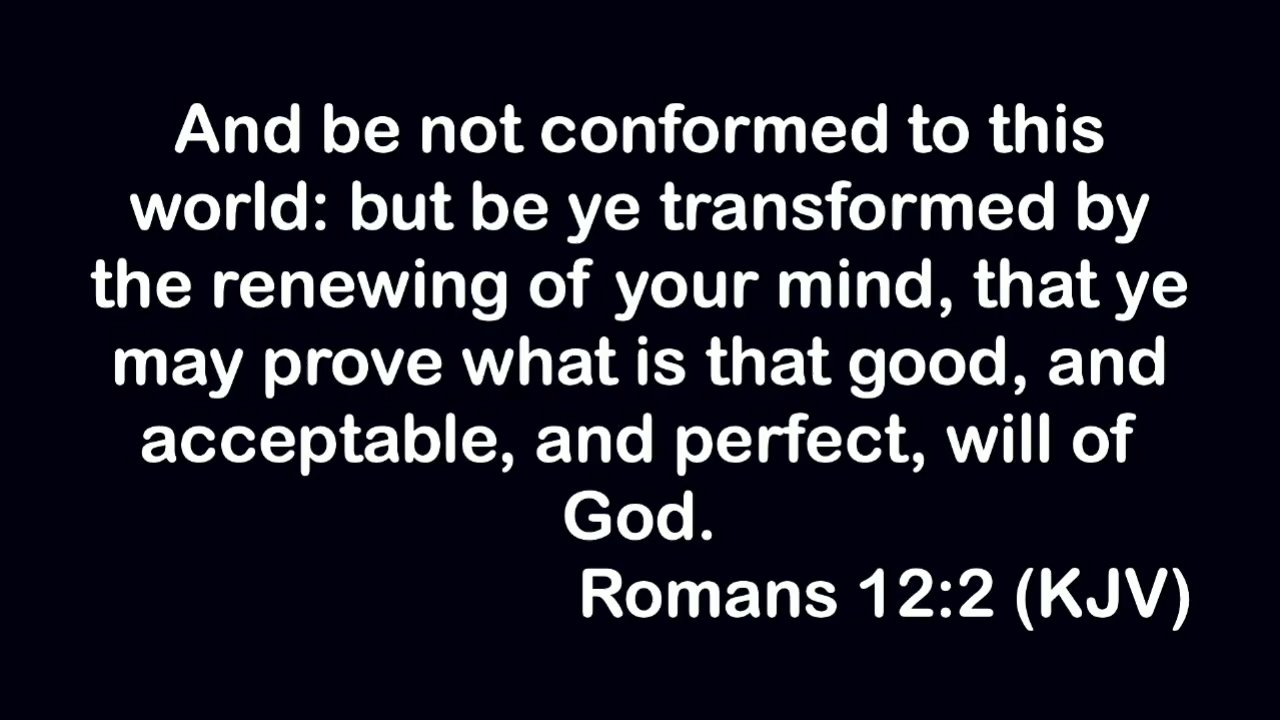 And be not conformed to this
world: but be ye transformed by
the renewing of your mind, that ye
may prove what is that good, and
acceptable, and perfect, will of
God.
Romans 12:2 (KJV)